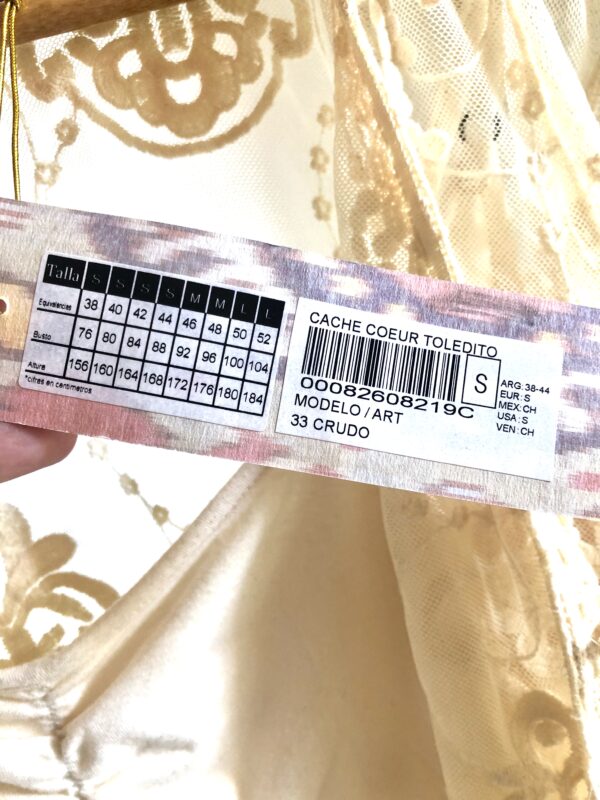 Talla S S S S M M L L
Equivalencias 38 40 42 44 46 48 50 52
Busto 76 80 84 88 92 96 100 104
Altura 156 160 164 168 172 176 180 184
*cifras en centimetros
CACHE COEUR TOLEDITO
S
00082608219C
MODELO / ART
33 CRUDO
ARG: 38-44
EUR: S
MEX: CH
USA: S
VEN: CH